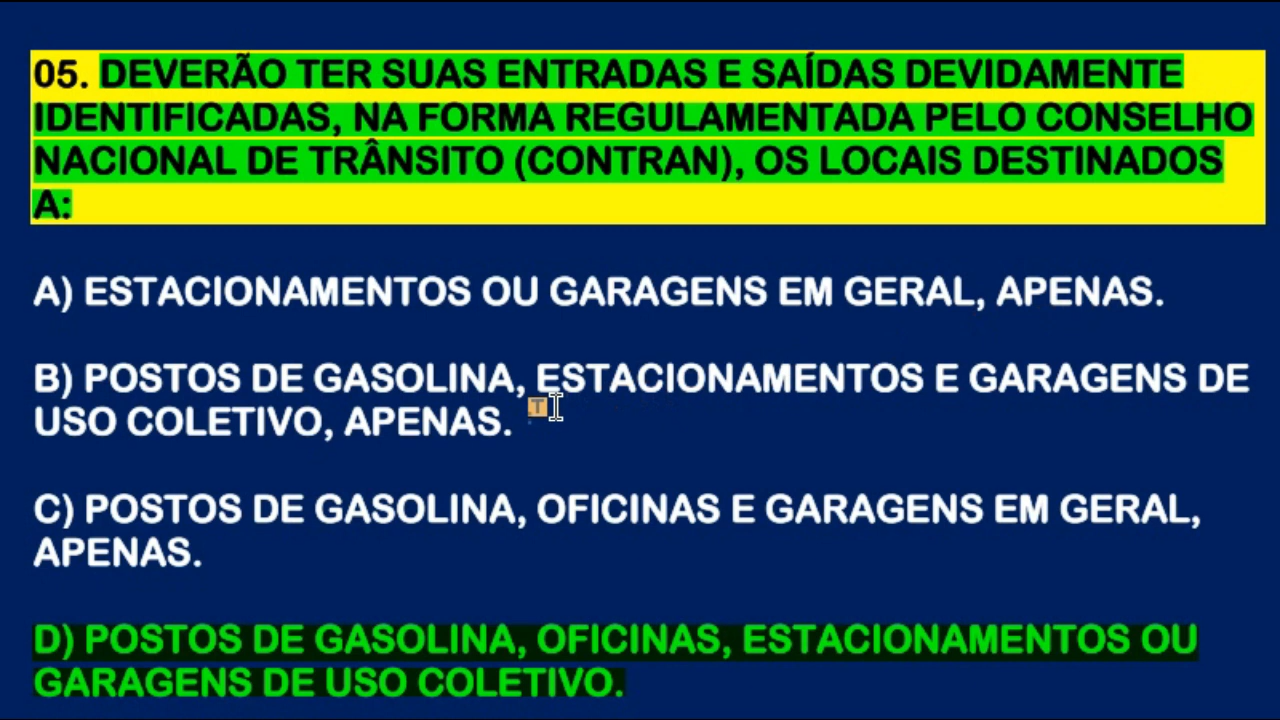 05. DEVERÃO TER SUAS ENTRADAS E SAÍDAS DEVIDAMENTE
IDENTIFICADAS, NA FORMA REGULAMENTADA PELO CONSELHO
NACIONAL DE TRÂNSITO (CONTRAN), OS LOCAIS DESTINADOS
A:
A) ESTACIONAMENTOS OU GARAGENS EM GERAL, APENAS.
B) POSTOS DE GASOLINA, ESTACIONAMENTOS E GARAGENS DE
USO COLETIVO, APENAS.
T
C) POSTOS DE GASOLINA, OFICINAS E GARAGENS EM GERAL,
APENAS.
D) POSTOS DE GASOLINA, OFICINAS, ESTACIONAMENTOS OU
GARAGENS DE USO COLETIVO.